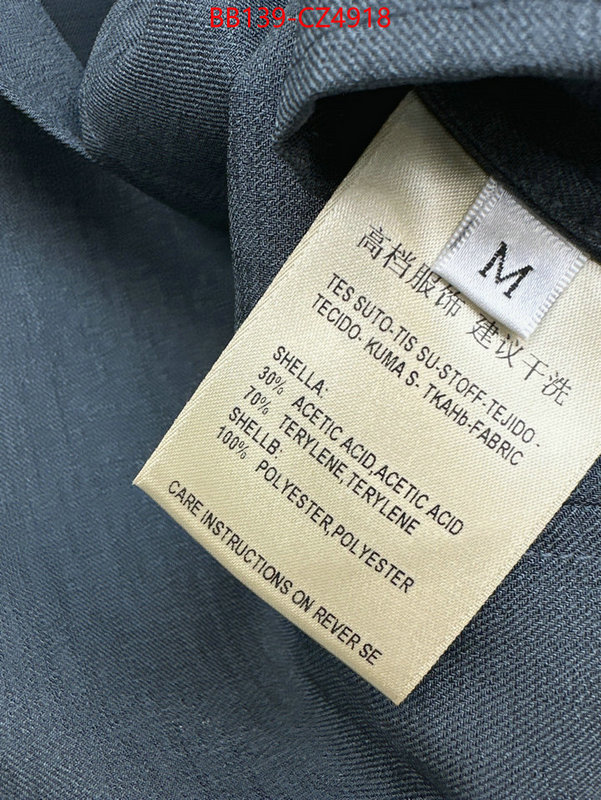 BB139-CZ4918
M
高档服饰 建议干洗
TES SUTO-TIS SU-STOFF-TEJIDO-
TECIDO- KUMA S- TKAHb-FABRIC
SHELLA:
30% ACETIC ACID,ACETIC ACID
70% TERYLENE,TERYLENE
SHELLB:
100% POLYESTER,POLYESTER
CARE INSTRUCTIONS ON REVER SE